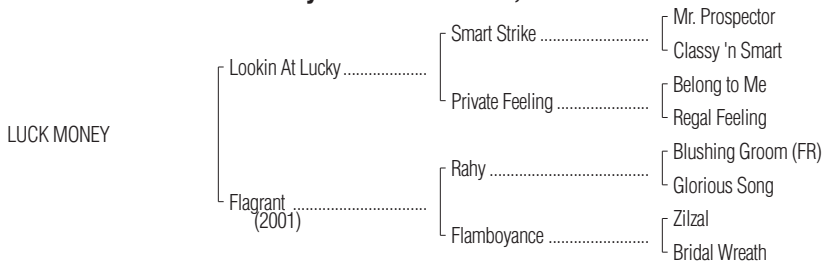 Mr. Prospector
Smart Strike ..............................
Classy 'n Smart
Lookin At Lucky .....................
Belong to Me
Private Feeling .........................
Regal Feeling
LUCK MONEY
Blushing Groom (FR)
Rahy ........................................
Glorious Song
Flagrant .................................
(2001)
Zilzal
Flamboyance ...........................
Bridal Wreath